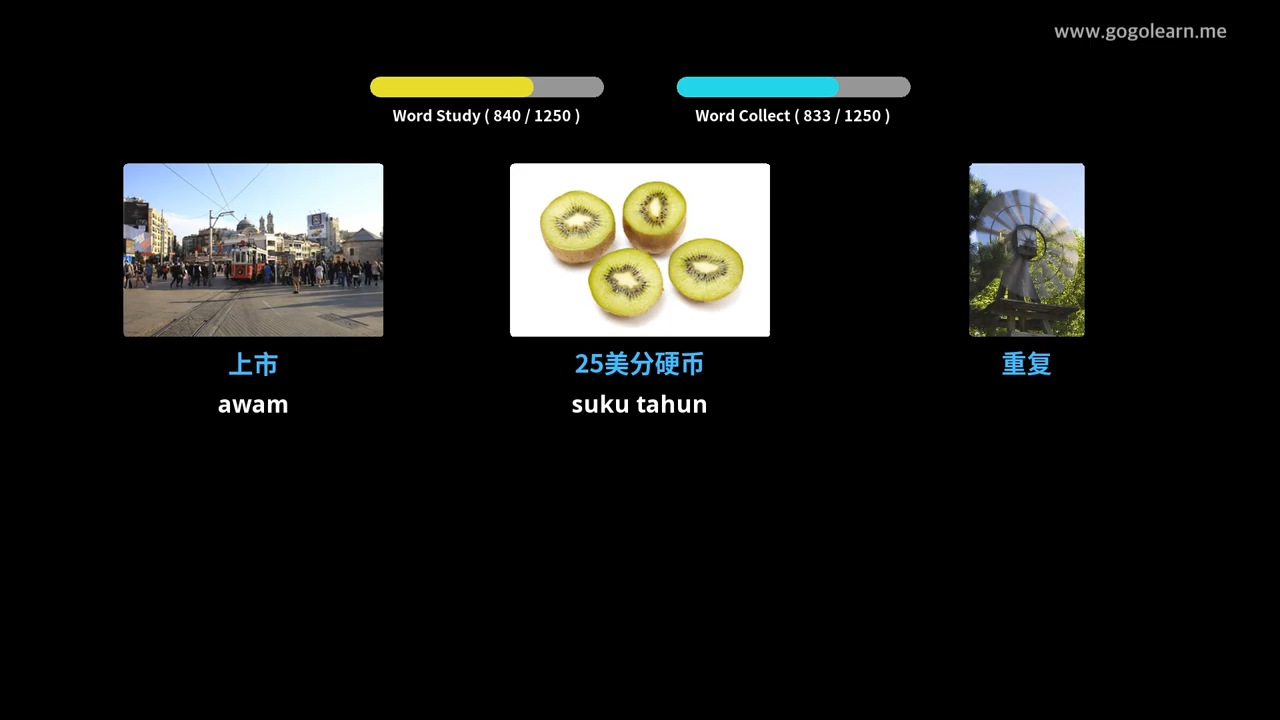 www.gogolearn.me
Word Study ( 840 / 1250 )
Word Collect ( 833 / 1250 )
上市
25美分硬币
重复
awam
suku tahun